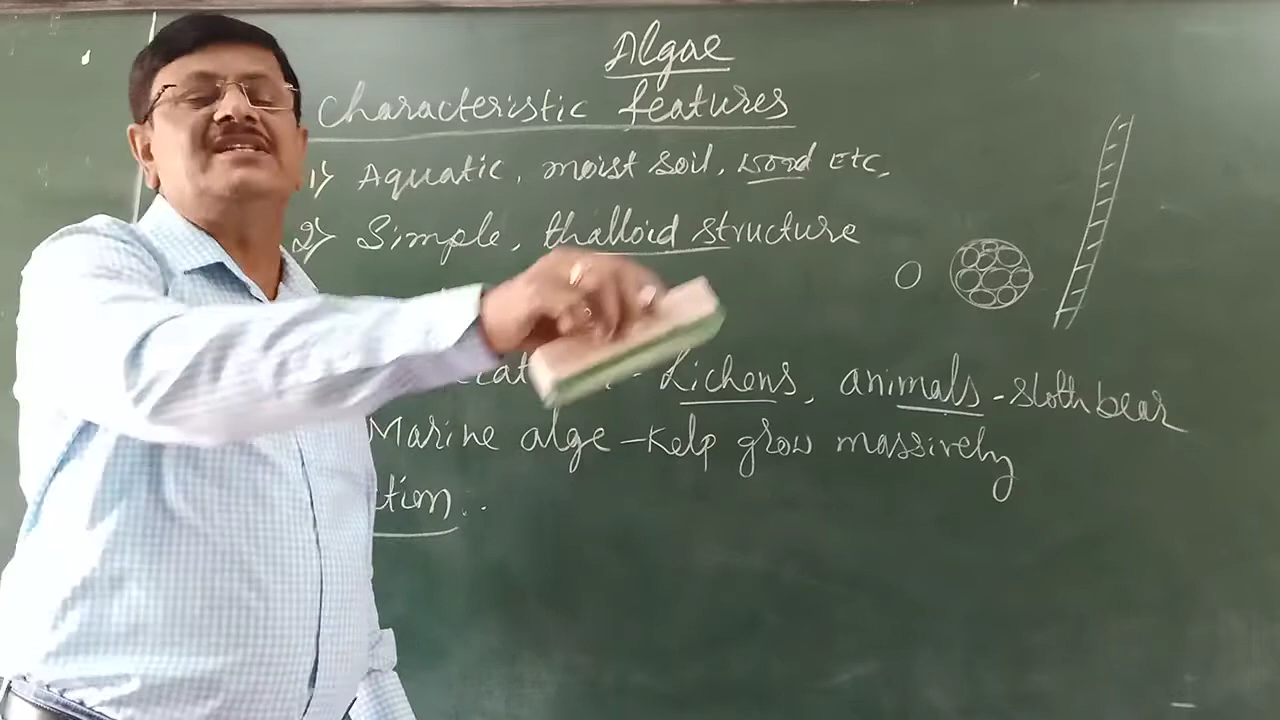 Algae
Characteristic features
1) Aquatic, moist soil, wood Etc,
2) Simple, thalloid structure
- Lichens, animals - Sloth bear
Marine alge - Kelp grow massively